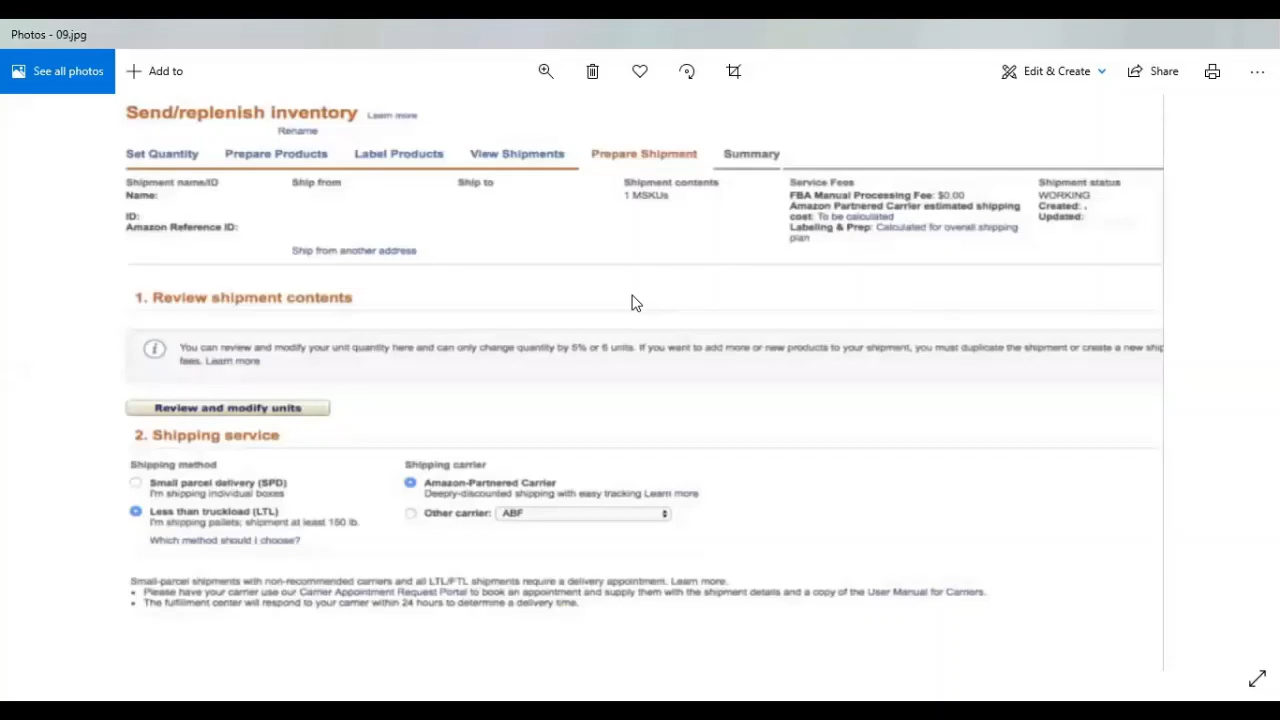 Photos - 09.jpg
See all photos
Add to
Edit & Create
Share
Send/replenish inventory Learn more
Rename
Set Quantity Prepare Products Label Products View Shipments Prepare Shipment Summary
Shipment name/ID Ship from Ship to Shipment contents Service Fees Shipment status
Name: 1 MSKUs FBA Manual Processing Fee: $0.00 WORKING
Amazon Partnered Carrier estimated shipping Created: .
ID: cost: To be calculated Updated:
Amazon Reference ID: Labeling & Prep: Calculated for overall shipping
plan
Ship from another address
1. Review shipment contents
You can review and modify your unit quantity here and can only change quantity by 5% or 6 units. If you want to add more or new products to your shipment, you must duplicate the shipment or create a new ship
fees. Learn more
Review and modify units
2. Shipping service
Shipping method Shipping carrier
Small parcel delivery (SPD) Amazon-Partnered Carrier
I'm shipping individual boxes Deeply-discounted shipping with easy tracking Learn more
Less than truckload (LTL) Other carrier: ABF
I'm shipping pallets; shipment at least 150 lb.
Which method should I choose?
Small-parcel shipments with non-recommended carriers and all LTL/FTL shipments require a delivery appointment. Learn more.
• Please have your carrier use our Carrier Appointment Request Portal to book an appointment and supply them with the shipment details and a copy of the User Manual for Carriers.
• The fulfillment center will respond to your carrier within 24 hours to determine a delivery time.